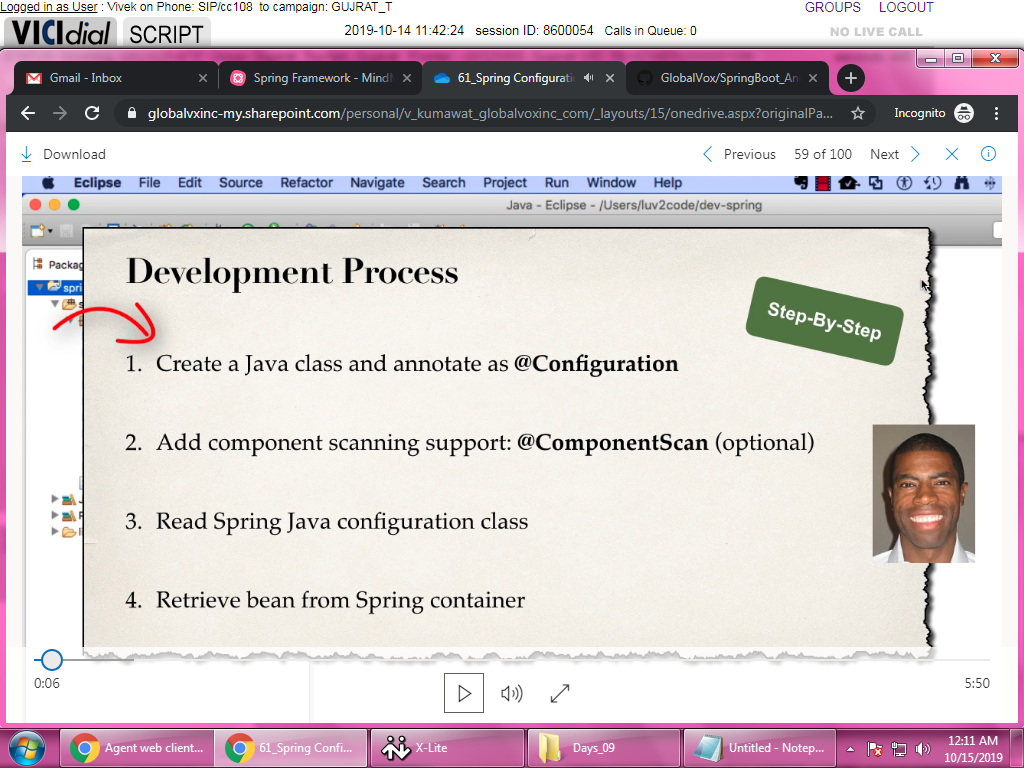 Logged in as User : Vivek on Phone: SIP/cc108 to campaign: GUJRAT_T
GROUPS LOGOUT
VICIdial SCRIPT
2019-10-14 11:42:24 session ID: 8600054 Calls in Queue: 0
NO LIVE CALL
Gmail - Inbox
Spring Framework - Mind
61_Spring Configurati
GlobalVox/SpringBoot_An
globalvxinc-my.sharepoint.com/personal/v_kumawat_globalvoxinc_com/_layouts/15/onedrive.aspx?originalPa...
Incognito
Download
Previous 59 of 100 Next
Eclipse File Edit Source Refactor Navigate Search Project Run Window Help
Java - Eclipse - /Users/luv2code/dev-spring
Packag
spri
Development Process
Step-By-Step
1. Create a Java class and annotate as @Configuration
2. Add component scanning support: @ComponentScan (optional)
3. Read Spring Java configuration class
4. Retrieve bean from Spring container
0:06
5:50
Agent web client...
61_Spring Confi...
X-Lite
Days_09
Untitled - Notep...
12:11 AM
10/15/2019